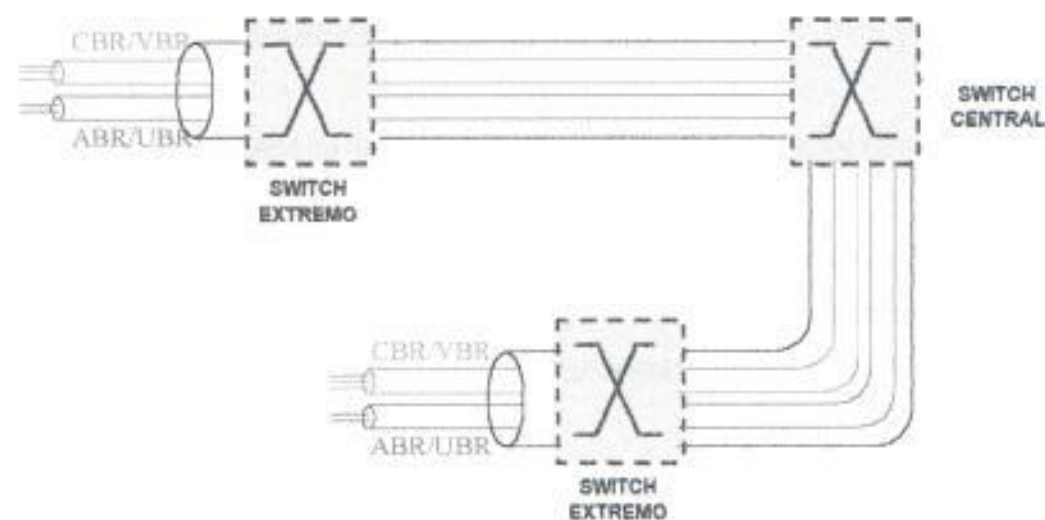 CBR/VBR
ABR/UBR
SWITCH
EXTREMO
SWITCH
CENTRAL
CBR/VBR
ABR/UBR
SWITCH
EXTREMO